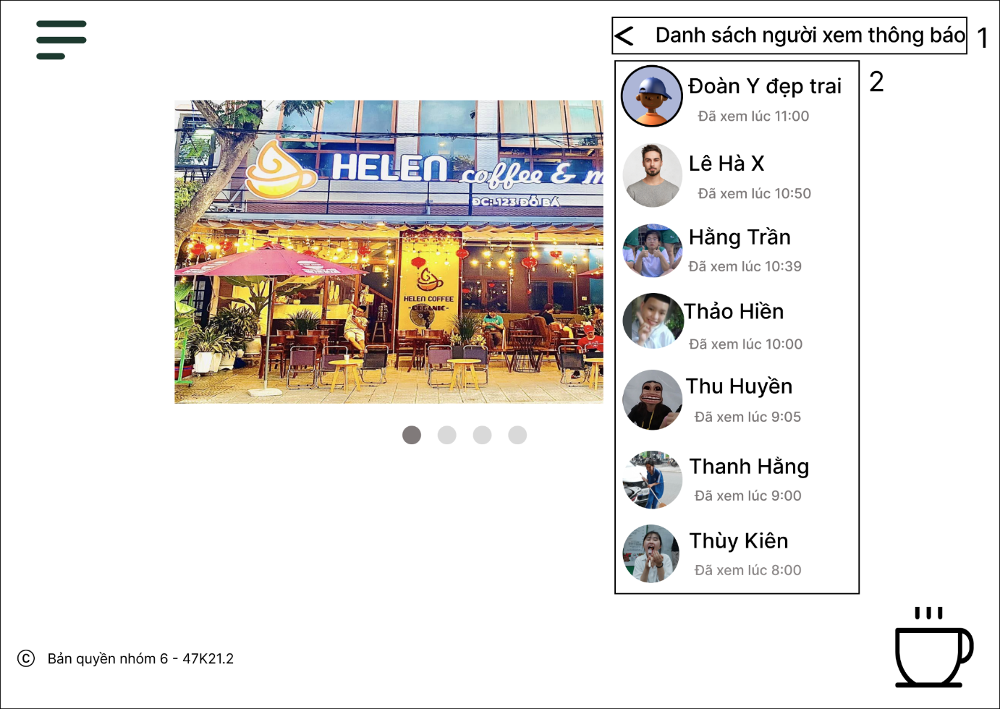 Danh sách người xem thông báo
1
2
Đoàn Y đẹp trai
Đã xem lúc 11:00
Lê Hà X
Đã xem lúc 10:50
Hằng Trần
Đã xem lúc 10:39
Thảo Hiền
Đã xem lúc 10:00
Thu Huyền
Đã xem lúc 9:05
Thanh Hằng
Đã xem lúc 9:00
Thùy Kiên
Đã xem lúc 8:00
HELEN coffee & m
ĐC: 123 ĐỖ BÁ
HELEN COFFEE
-ORGANIC-
© Bản quyền nhóm 6 - 47K21.2